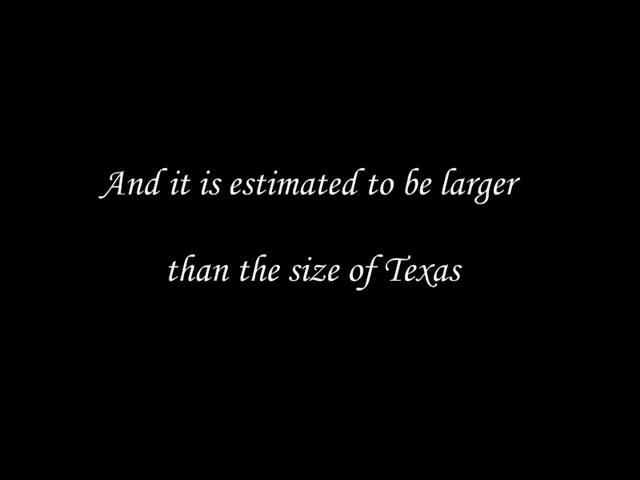 And it is estimated to be larger
than the size of Texas